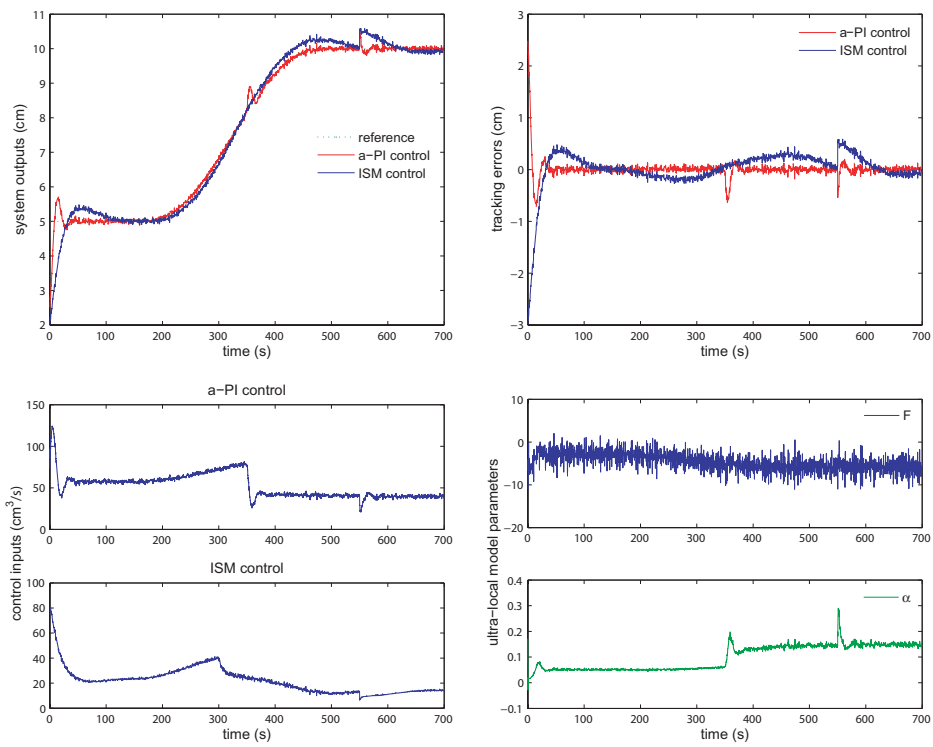 11
10
9
8
7
6
5
4
3
2
0 100 200 300 400 500 600 700
time (s)
system outputs (cm)
reference
a−PI control
ISM control
3
2
1
0
−1
−2
−3
0 100 200 300 400 500 600 700
time (s)
tracking errors (cm)
a−PI control
ISM control
a−PI control
150
100
50
0
0 100 200 300 400 500 600 700
ISM control
100
80
60
40
20
0
0 100 200 300 400 500 600 700
time (s)
control inputs (cm³/s)
10
0
−10
−20
0 100 200 300 400 500 600 700
F
0.4
0.3
0.2
0.1
0
−0.1
0 100 200 300 400 500 600 700
α
time (s)
ultra−local model parameters